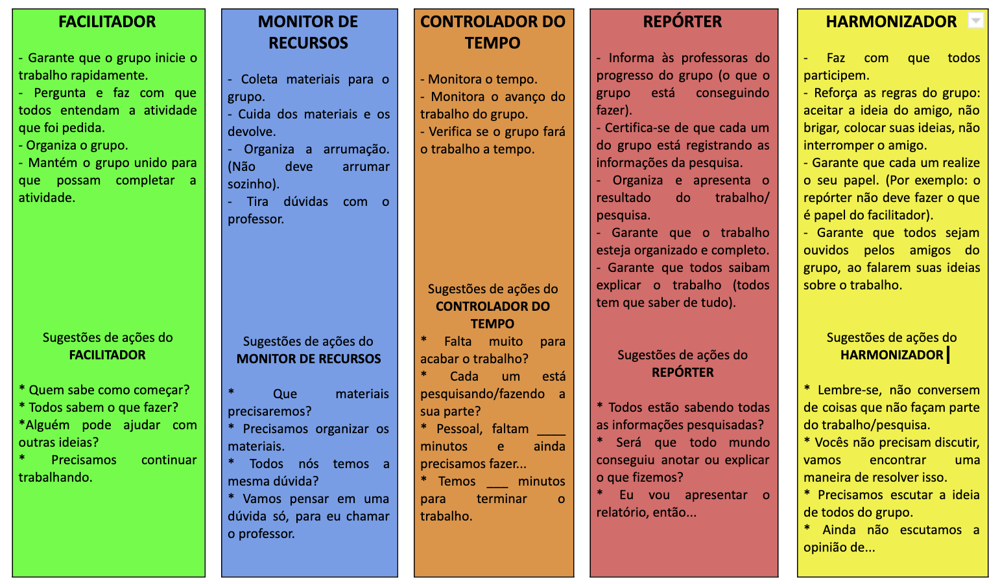 FACILITADOR
- Garante que o grupo inicie o
trabalho rapidamente.
- Pergunta e faz com que
todos entendam a atividade
que foi pedida.
- Organiza o grupo.
- Mantém o grupo unido para
que possam completar a
atividade.
Sugestões de ações do
FACILITADOR
* Quem sabe como começar?
* Todos sabem o que fazer?
*Alguém pode ajudar com
outras ideias?
* Precisamos continuar
trabalhando.
MONITOR DE
RECURSOS
- Coleta materiais para o
grupo.
- Cuida dos materiais e os
devolve.
- Organiza a arrumação.
(Não deve arrumar
sozinho).
- Tira dúvidas com o
professor.
Sugestões de ações do
MONITOR DE RECURSOS
* Que materiais
precisaremos?
* Precisamos organizar os
materiais.
* Todos nós temos a
mesma dúvida?
* Vamos pensar em uma
dúvida só, para eu chamar
o professor.
CONTROLADOR DO
TEMPO
- Monitora o tempo.
- Monitora o avanço do
trabalho do grupo.
- Verifica se o grupo fará
o trabalho a tempo.
Sugestões de ações do
CONTROLADOR DO
TEMPO
* Falta muito para
acabar o trabalho?
* Cada um está
pesquisando/fazendo a
sua parte?
* Pessoal, faltam ____
minutos e ainda
precisamos fazer...
* Temos ___ minutos
para terminar o
trabalho.
REPÓRTER
- Informa às professoras do
progresso do grupo (o que o
grupo está conseguindo
fazer).
- Certifica-se de que cada um
do grupo está registrando as
informações da pesquisa.
- Organiza e apresenta o
resultado do trabalho/
pesquisa.
- Garante que o trabalho
esteja organizado e completo.
- Garante que todos saibam
explicar o trabalho (todos
tem que saber de tudo).
Sugestões de ações do
REPÓRTER
* Todos estão sabendo todas
as informações pesquisadas?
* Será que todo mundo
conseguiu anotar ou explicar
o que fizemos?
* Eu vou apresentar o
relatório, então...
HARMONIZADOR
- Faz com que todos
participem.
- Reforça as regras do grupo:
aceitar a ideia do amigo, não
brigar, colocar suas ideias, não
interromper o amigo.
- Garante que cada um realize
o seu papel. (Por exemplo: o
repórter não deve fazer o que
é papel do facilitador).
- Garante que todos sejam
ouvidos pelos amigos do
grupo, ao falarem suas ideias
sobre o trabalho.
Sugestões de ações do
HARMONIZADOR
* Lembre-se, não conversem
de coisas que não façam parte
do trabalho/pesquisa.
* Vocês não precisam discutir,
vamos encontrar uma
maneira de resolver isso.
* Precisamos escutar a ideia
de todos do grupo.
* Ainda não escutamos a
opinião de...